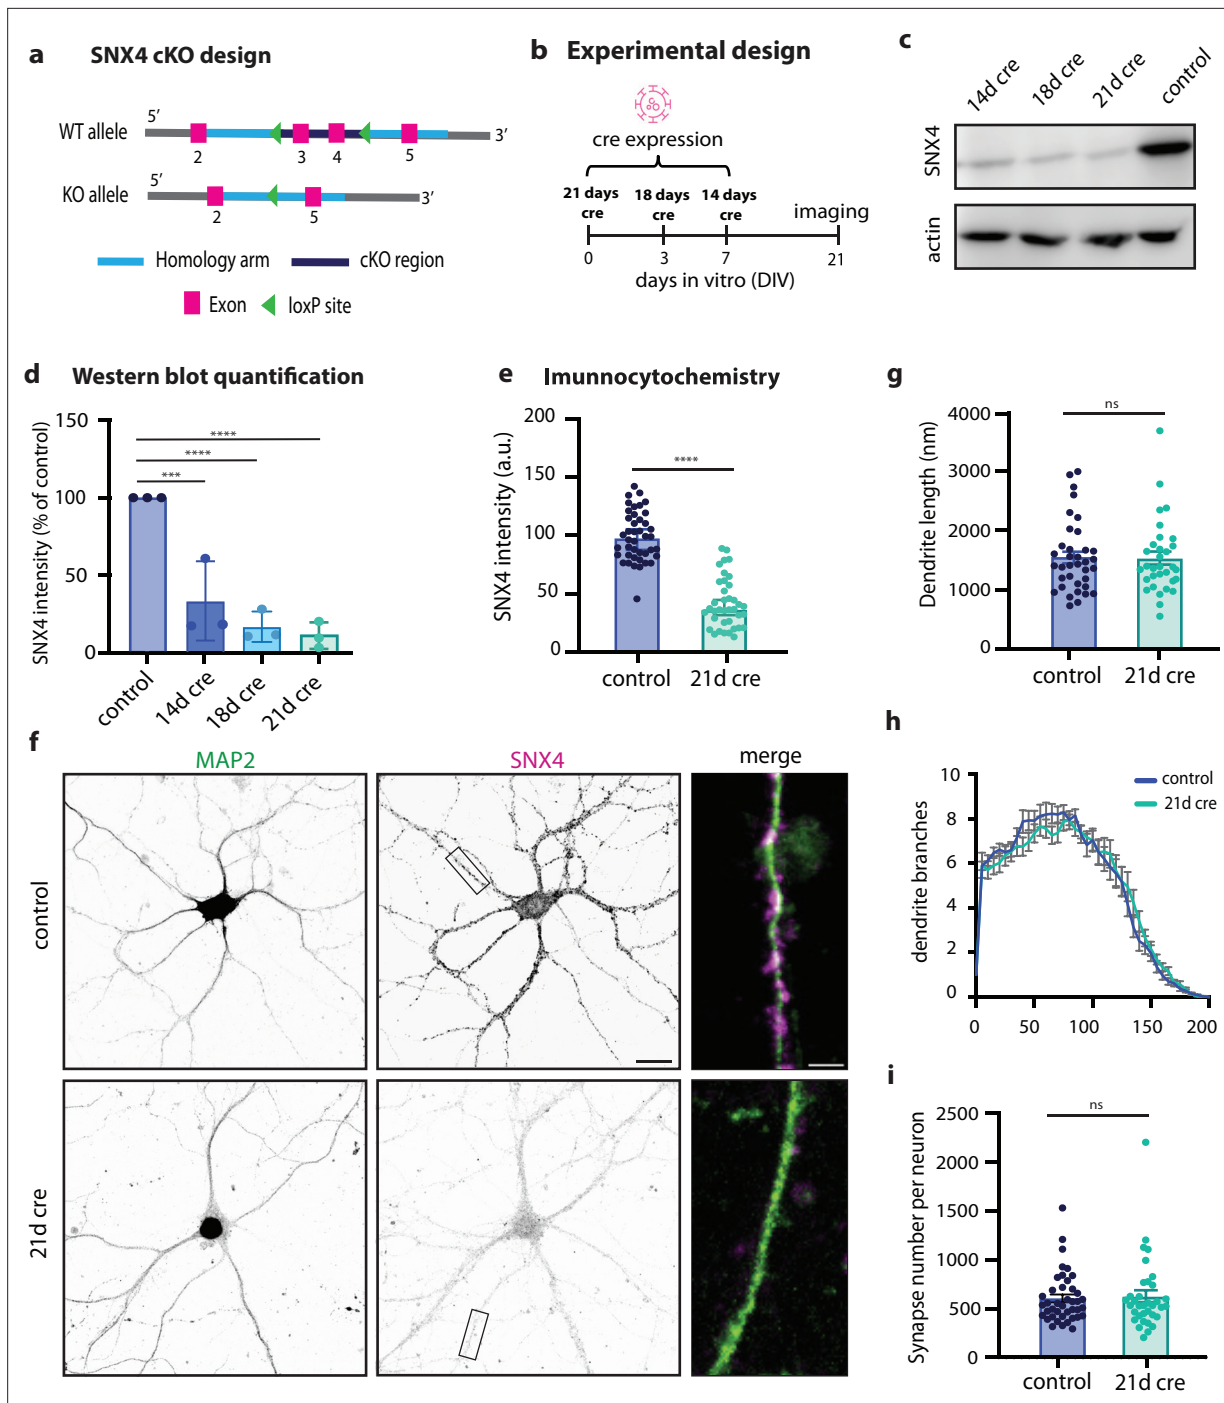 a SNX4 cKO design
5′
WT allele
3′
2 3 4 5
5′
KO allele
3′
2 5
Homology arm cKO region
Exon loxP site
b Experimental design
cre expression
21 days cre
18 days cre
14 days cre
imaging
0 3 7 21
days in vitro (DIV)
c
14d cre 18d cre 21d cre control
SNX4
actin
d Western blot quantification
SNX4 intensity (% of control)
150
100
50
0
****
****
***
control 14d cre 18d cre 21d cre
e Imunnocytochemistry
SNX4 intensity (a.u.)
200
150
100
50
0
****
control 21d cre
g
Dendrite length (nm)
4000
3000
2000
1000
0
ns
control 21d cre
f
MAP2 SNX4 merge
control
21d cre
h
dendrite branches
10
8
6
4
2
0
0 50 100 150 200
control
21d cre
i
Synapse number per neuron
2500
2000
1500
1000
500
0
ns
control 21d cre